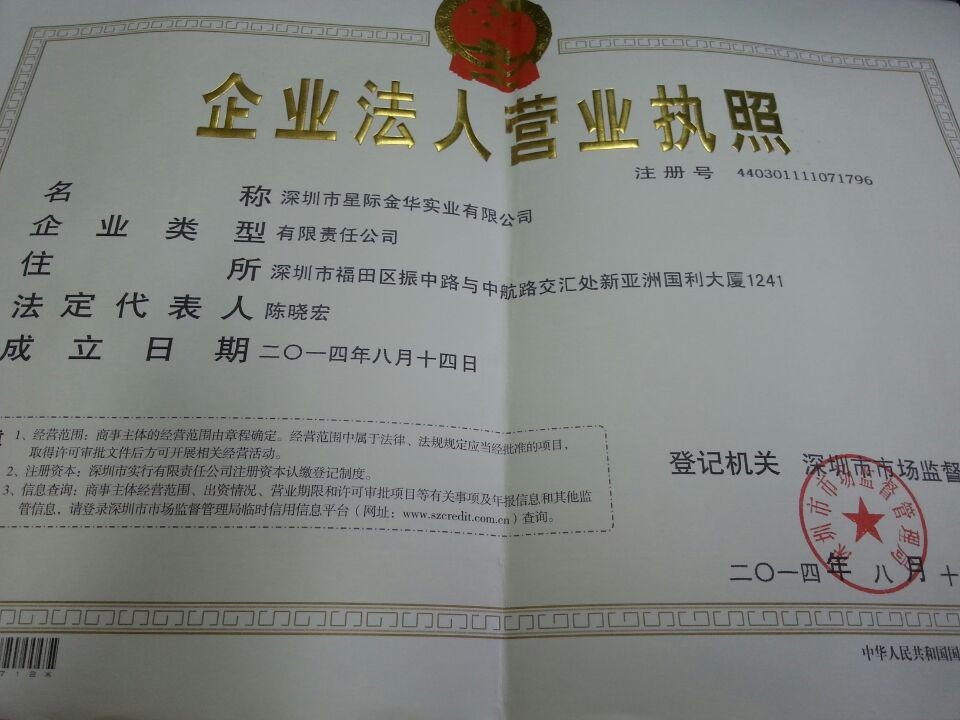 企业法人营业执照
注册号 440301111071796
名称 深圳市星际金华实业有限公司
企业类型 有限责任公司
住所 深圳市福田区振中路与中航路交汇处新亚洲国利大厦1241
法定代表人 陈晓宏
成立日期 二〇一四年八月十四日
1、经营范围：商事主体的经营范围由章程确定。经营范围中属于法律、法规规定应当经批准的项目，
取得许可审批文件后方可开展相关经营活动。
2、注册资本：深圳市实行有限责任公司注册资本认缴登记制度。
3、信息查询：商事主体经营范围、出资情况、营业期限和许可审批项目等有关事项及年报信息和其他监
管信息，请登录深圳市市场监督管理局临时信用信息平台（网址：www.szcredit.com.cn）查询。
登记机关 深圳市市场监督
深圳市市场监督管理局
二〇一四年八月十
中华人民共和国国